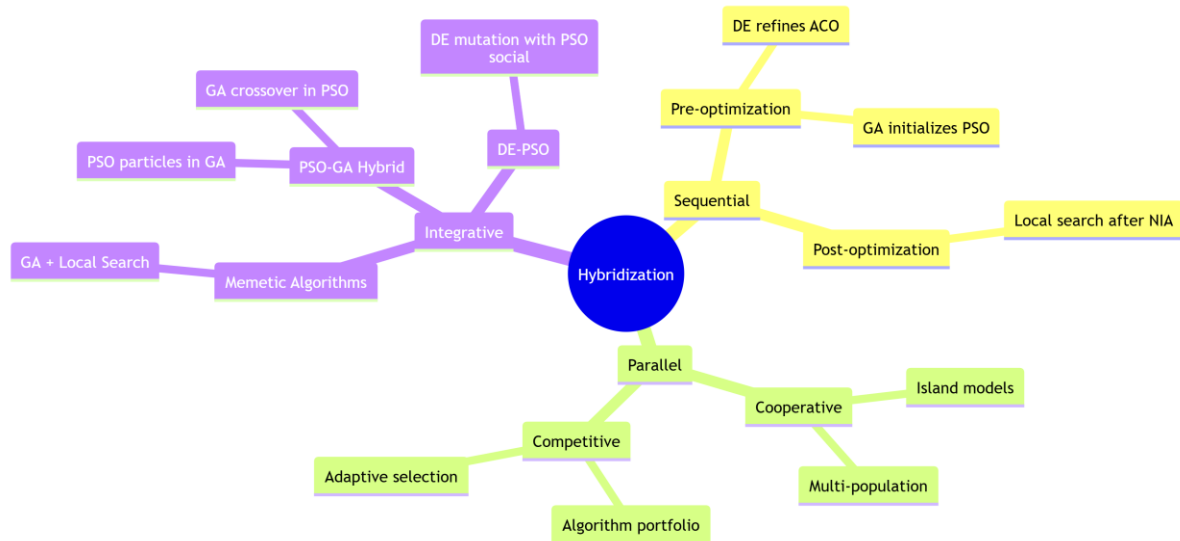 Hybridization
Sequential
Pre-optimization
DE refines ACO
GA initializes PSO
Post-optimization
Local search after NIA
Parallel
Cooperative
Island models
Multi-population
Competitive
Adaptive selection
Algorithm portfolio
Integrative
DE-PSO
DE mutation with PSO
social
PSO-GA Hybrid
GA crossover in PSO
PSO particles in GA
Memetic Algorithms
GA + Local Search